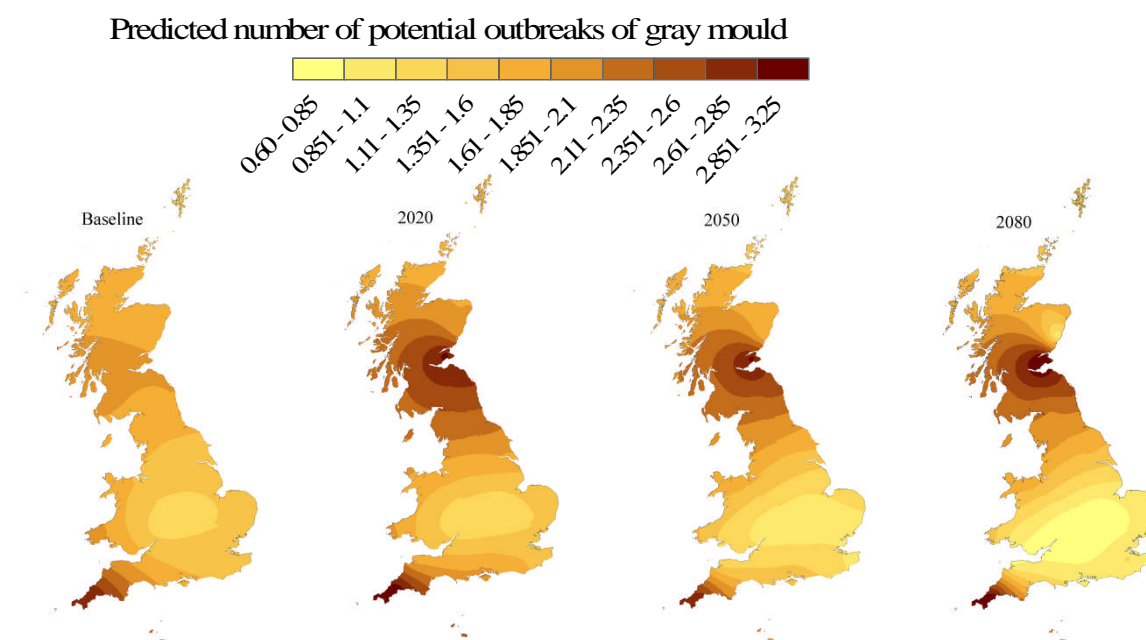 Predicted number of potential outbreaks of gray mould
0.60 - 0.85
0.851 - 1.1
1.11 - 1.35
1.351 - 1.6
1.61 - 1.85
1.851 - 2.1
2.11 - 2.35
2.351 - 2.6
2.61 - 2.85
2.851 - 3.25
Baseline
2020
2050
2080